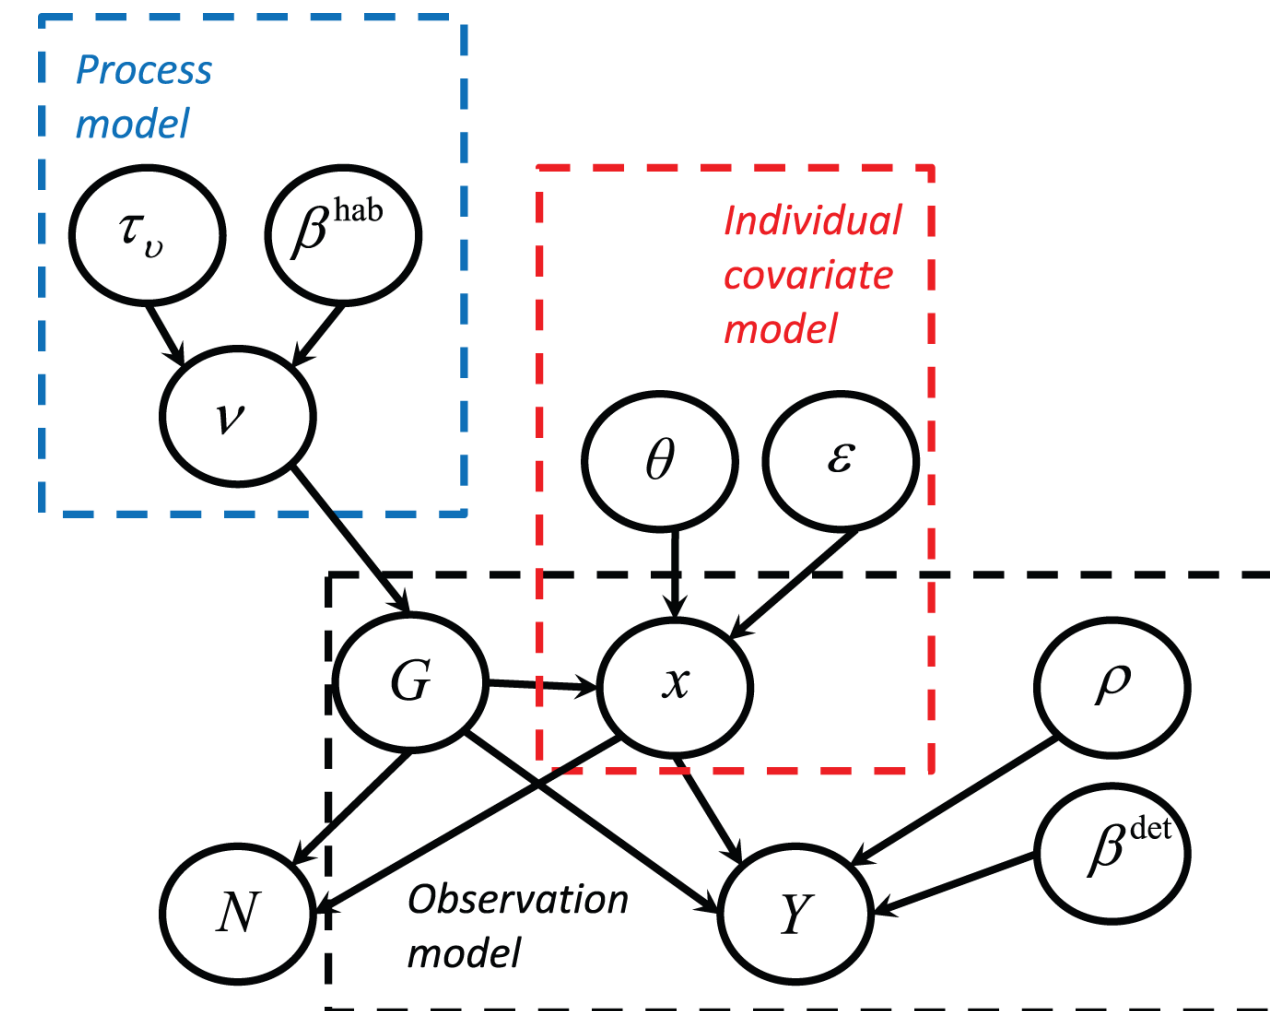 Process
model
τ_υ
β^hab
ν
Individual
covariate
model
θ
ε
G
x
ρ
β^det
N
Observation
model
Y